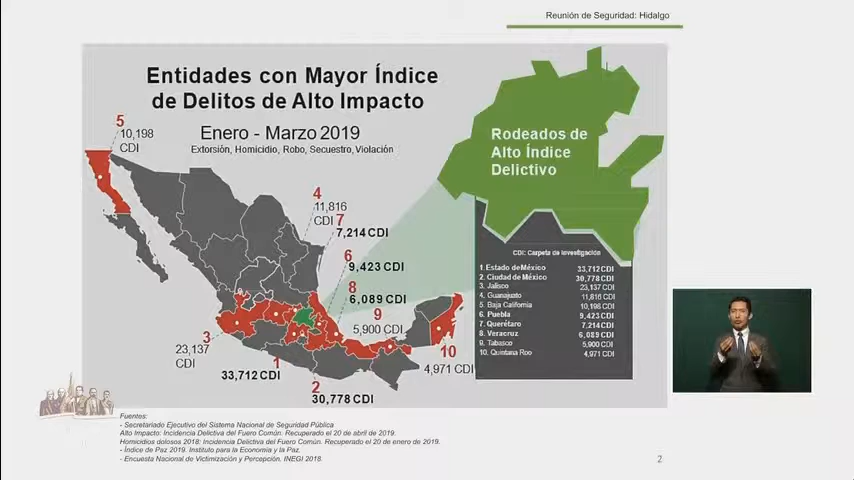 Reunión de Seguridad: Hidalgo
Entidades con Mayor Índice
de Delitos de Alto Impacto
Enero - Marzo 2019
Extorsión, Homicidio, Robo, Secuestro, Violación
Rodeados de
Alto Índice
Delictivo
5
10,198
CDI
4
11,816
CDI
7
7,214 CDI
6
9,423 CDI
8
6,089 CDI
9
5,900 CDI
3
23,137
CDI
1
33,712 CDI
2
30,778 CDI
10
4,971 CDI
CDI: Carpeta de Investigación
1. Estado de México 33,712 CDI
2. Ciudad de México 30,778 CDI
3. Jalisco 23,137 CDI
4. Guanajuato 11,816 CDI
5. Baja California 10,198 CDI
6. Puebla 9,423 CDI
7. Querétaro 7,214 CDI
8. Veracruz 6,089 CDI
9. Tabasco 5,900 CDI
10. Quintana Roo 4,971 CDI
Fuentes:
- Secretariado Ejecutivo del Sistema Nacional de Seguridad Pública
Alto Impacto: Incidencia Delictiva del Fuero Común. Recuperado el 20 de abril de 2019.
Homicidios dolosos 2018: Incidencia Delictiva del Fuero Común. Recuperado el 20 de enero de 2019.
- Índice de Paz 2019. Instituto para la Economía y la Paz.
- Encuesta Nacional de Victimización y Percepción. INEGI 2018.
2